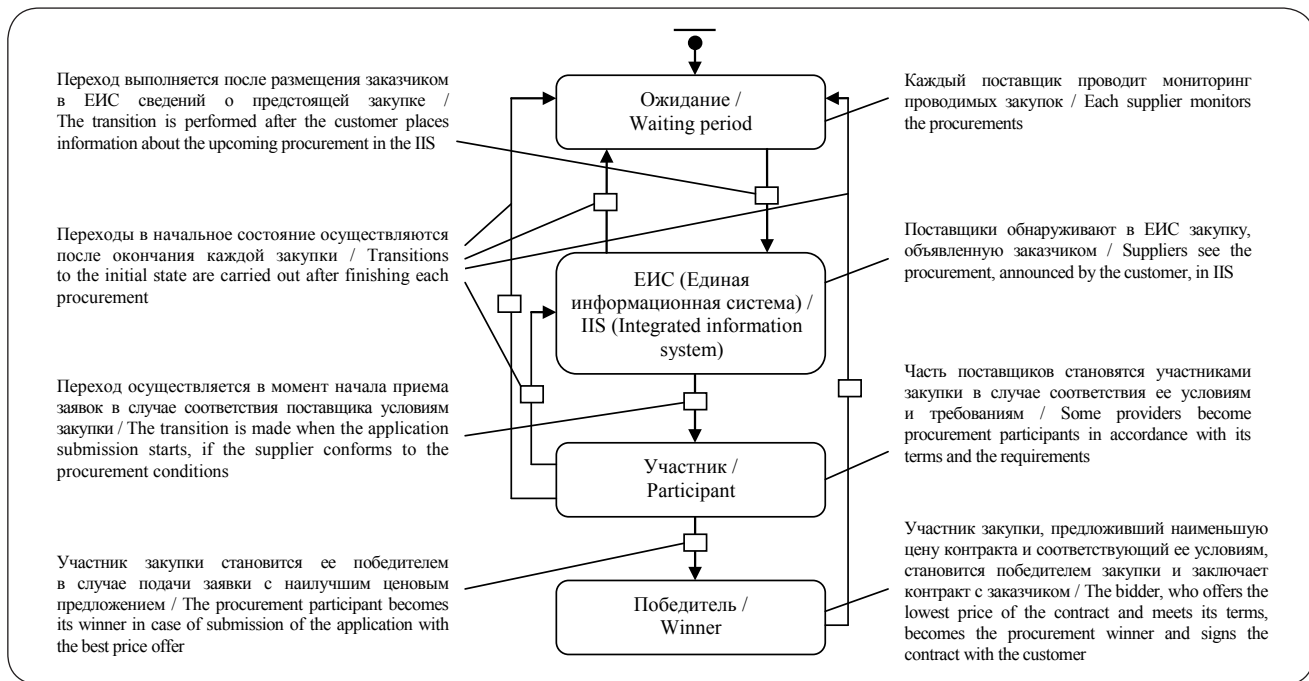 Переход выполняется после размещения заказчиком
в ЕИС сведений о предстоящей закупке /
The transition is performed after the customer places
information about the upcoming procurement in the IIS
Переходы в начальное состояние осуществляются
после окончания каждой закупки / Transitions
to the initial state are carried out after finishing each
procurement
Переход осуществляется в момент начала приема
заявок в случае соответствия поставщика условиям
закупки / The transition is made when the application
submission starts, if the supplier conforms to the
procurement conditions
Участник закупки становится ее победителем
в случае подачи заявки с наилучшим ценовым
предложением / The procurement participant becomes
its winner in case of submission of the application with
the best price offer
Ожидание /
Waiting period
ЕИС (Единая
информационная система) /
IIS (Integrated information
system)
Участник /
Participant
Победитель /
Winner
Каждый поставщик проводит мониторинг
проводимых закупок / Each supplier monitors
the procurements
Поставщики обнаруживают в ЕИС закупку,
объявленную заказчиком / Suppliers see the
procurement, announced by the customer, in IIS
Часть поставщиков становятся участниками
закупки в случае соответствия ее условиям
и требованиям / Some providers become
procurement participants in accordance with its
terms and the requirements
Участник закупки, предложивший наименьшую
цену контракта и соответствующий ее условиям,
становится победителем закупки и заключает
контракт с заказчиком / The bidder, who offers the
lowest price of the contract and meets its terms,
becomes the procurement winner and signs the
contract with the customer